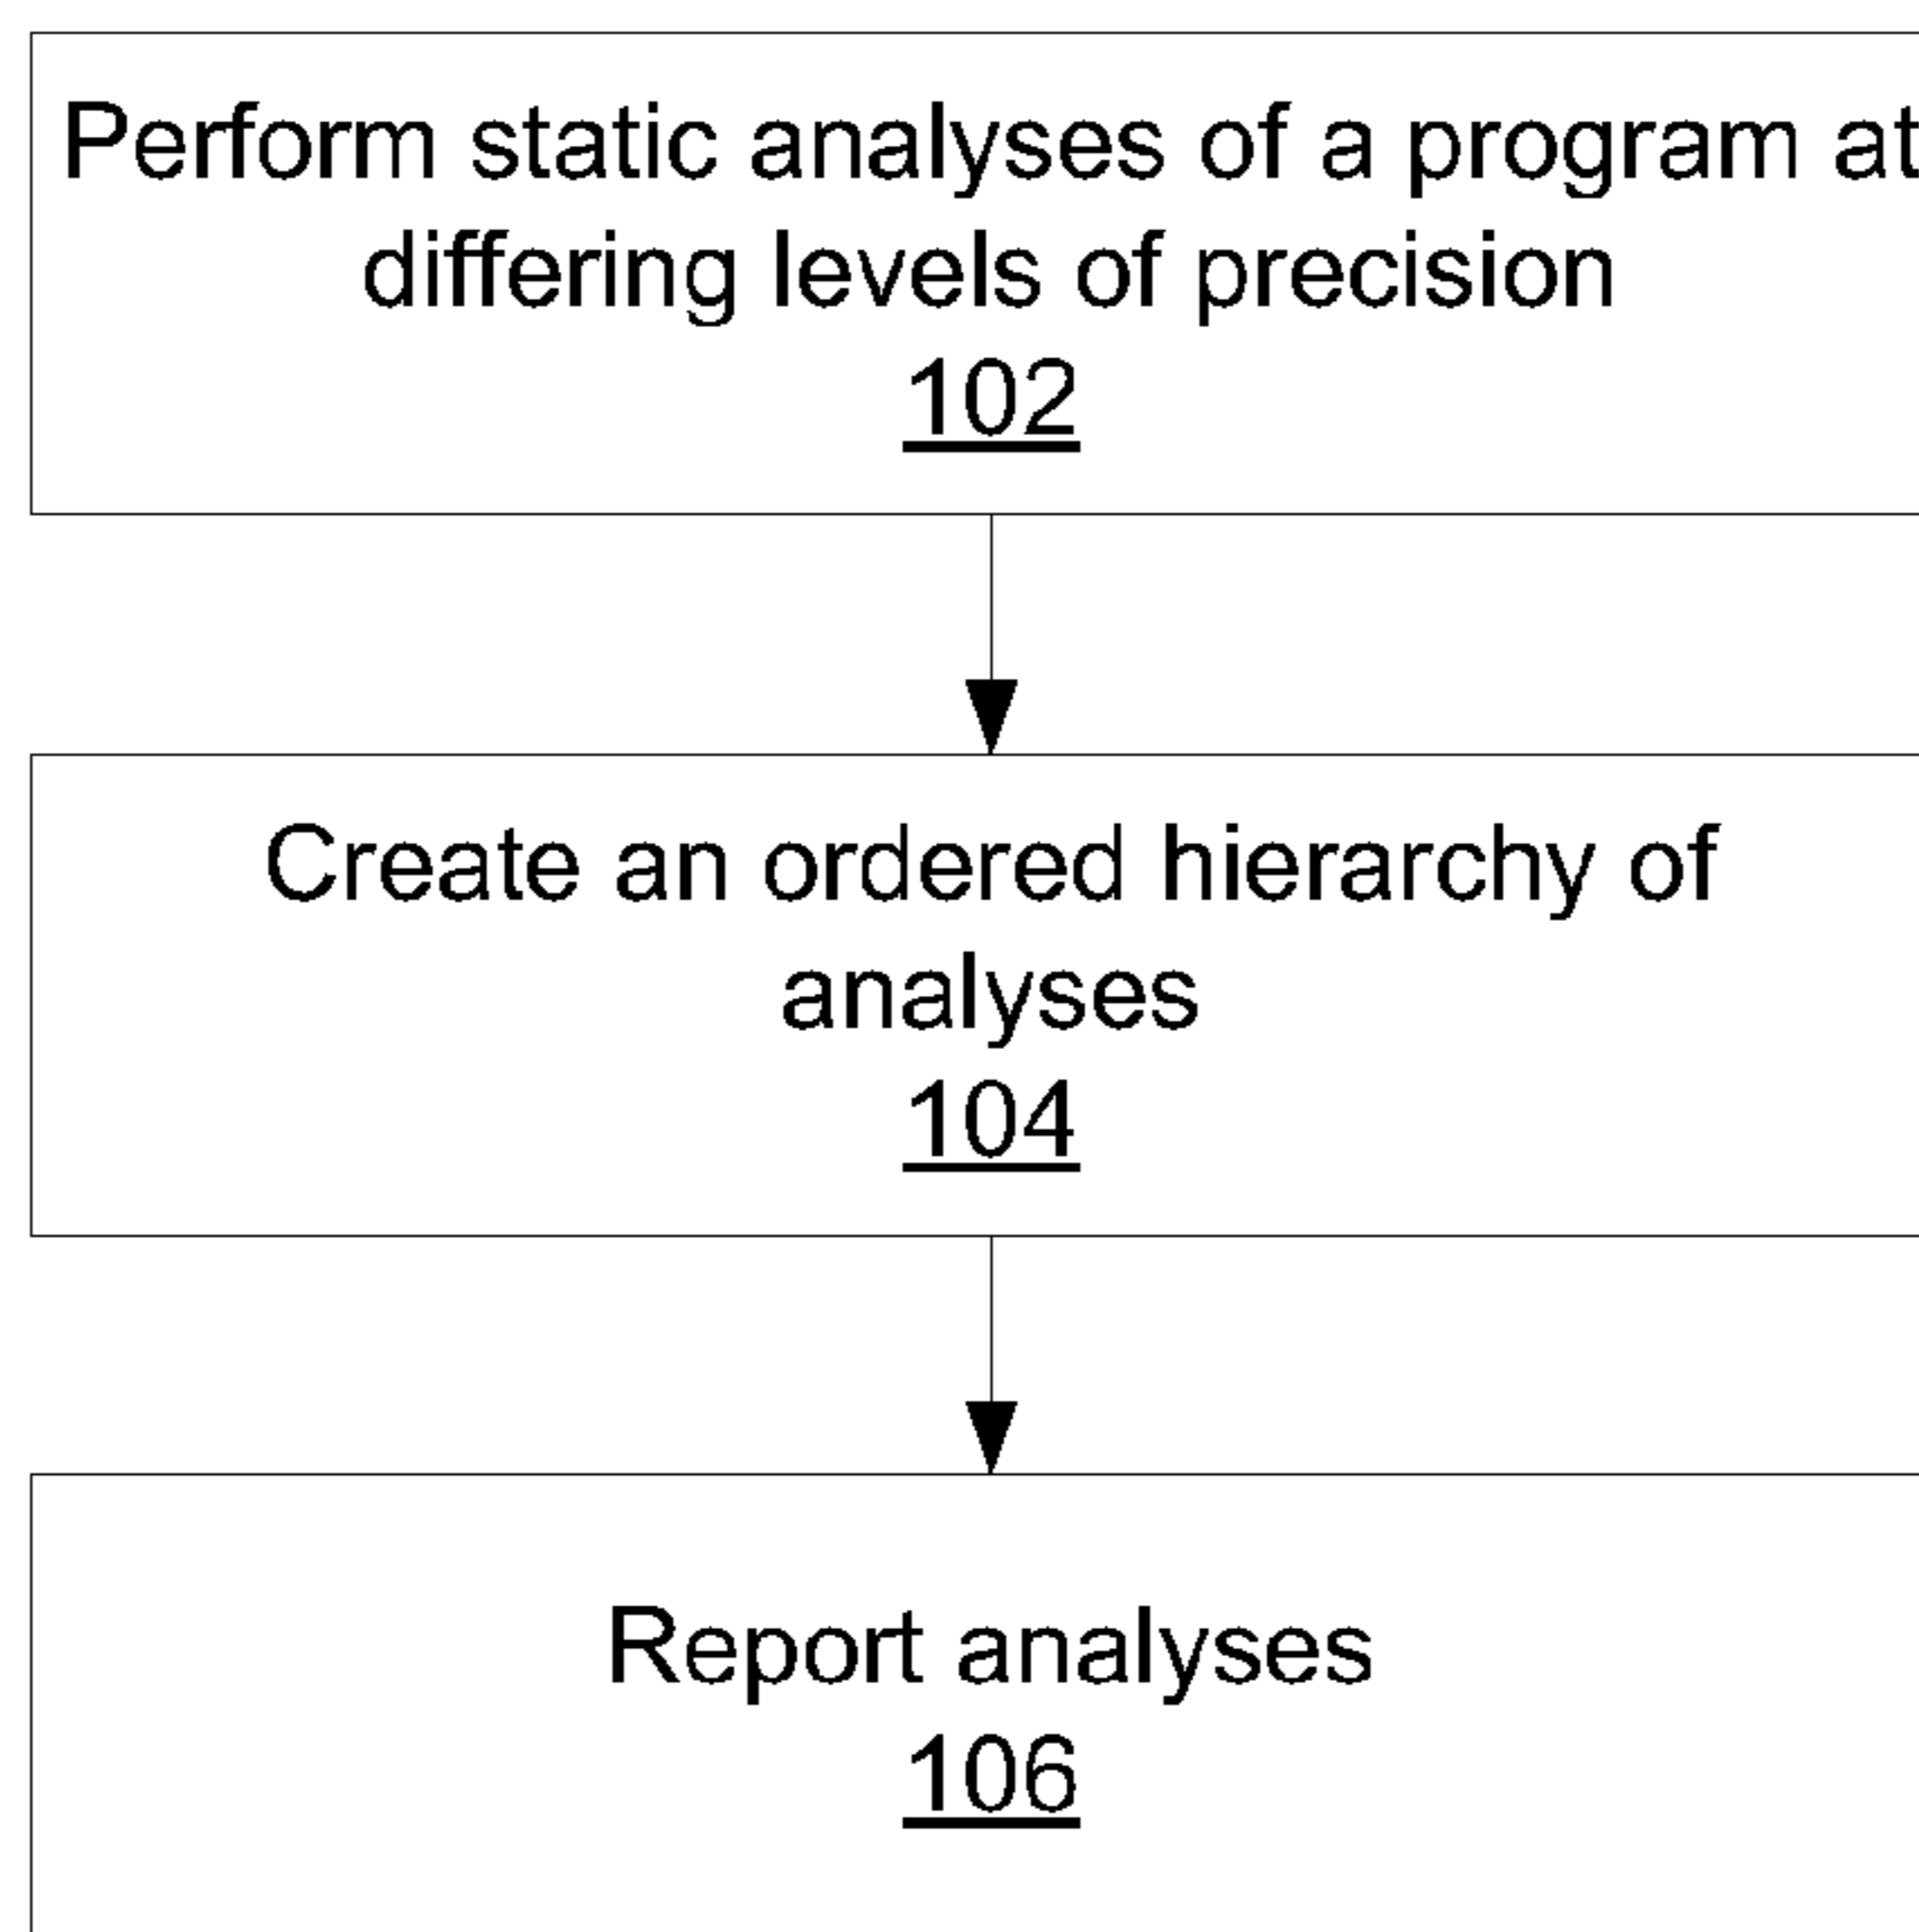 Perform static analyses of a program at
differing levels of precision
102
Create an ordered hierarchy of
analyses
104
Report analyses
106